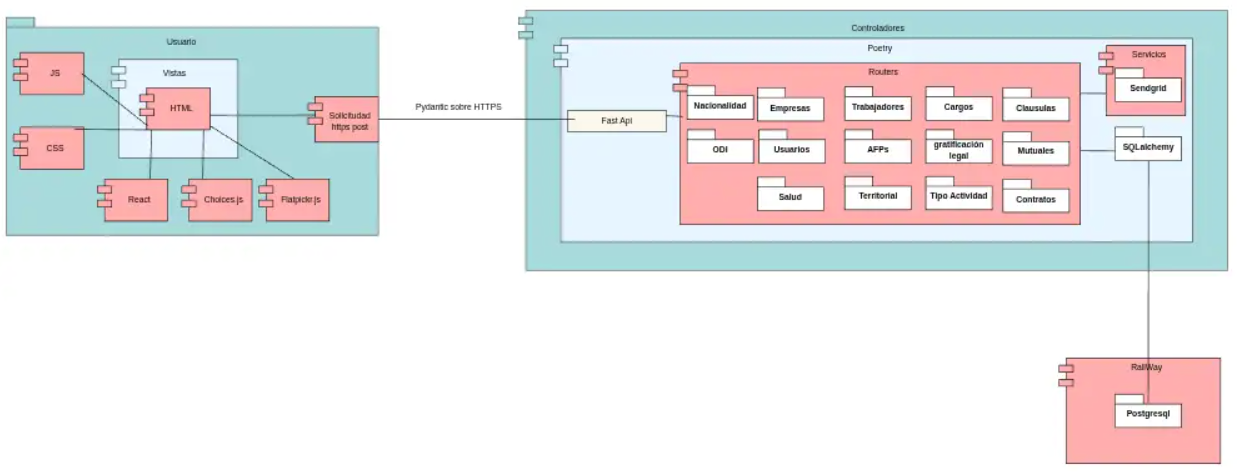 Usuario
JS
Vistas
HTML
CSS
Solicitudad
https post
React
Choices.js
Flatpickr.js
Pydantic sobre HTTPS
Controladores
Poetry
Fast Api
Routers
Nacionalidad
Empresas
Trabajadores
Cargos
Clausulas
ODI
Usuarios
AFPs
gratificación
legal
Mutuales
Salud
Territorial
Tipo Actividad
Contratos
Servicios
Sendgrid
SQLalchemy
RailWay
Postgresql